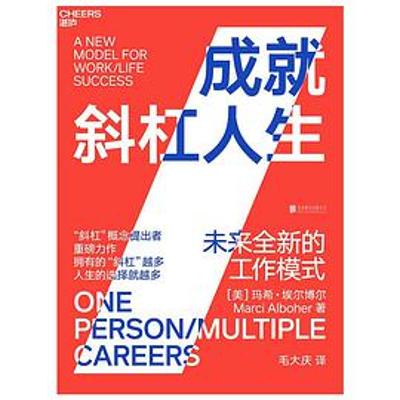 CHEERS
湛庐
A NEW
MODEL FOR
WORK/LIFE
SUCCESS
成就
斜杠人生
"斜杠"概念提出者
重磅力作
拥有的"斜杠"越多
人生的选择就越多
未来全新的
工作模式
[美] 玛希·埃尔博尔
Marci Alboher 著
ONE
PERSON/MULTIPLE
CAREERS
毛大庆 译